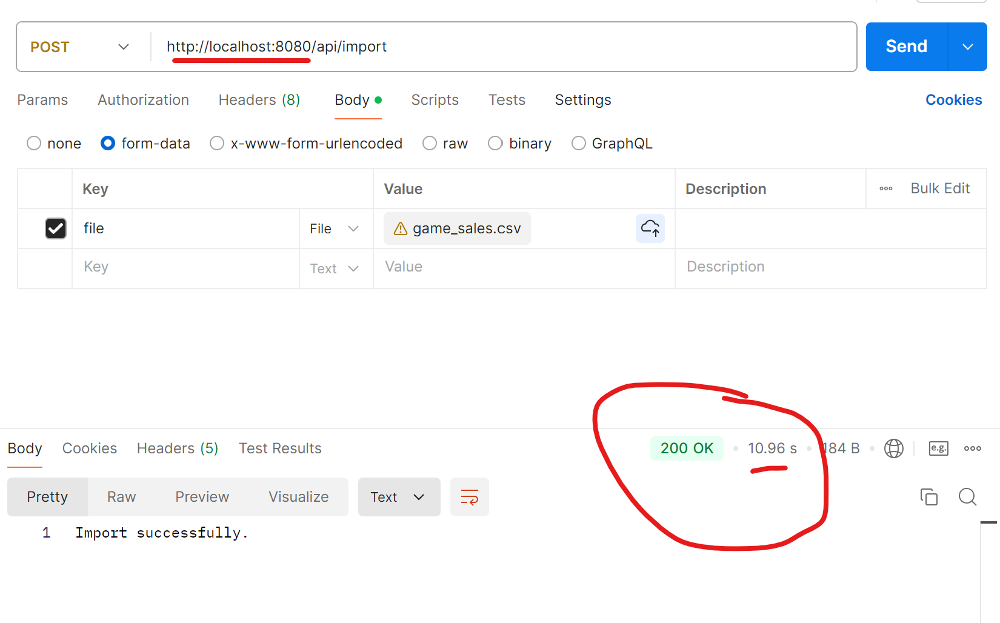 POST http://localhost:8080/api/import Send
Params Authorization Headers (8) Body Scripts Tests Settings Cookies
none form-data x-www-form-urlencoded raw binary GraphQL
Key Value Description Bulk Edit
file File game_sales.csv
Key Text Value Description
Body Cookies Headers (5) Test Results 200 OK 10.96 s 184 B e.g.
Pretty Raw Preview Visualize Text
1 Import successfully.